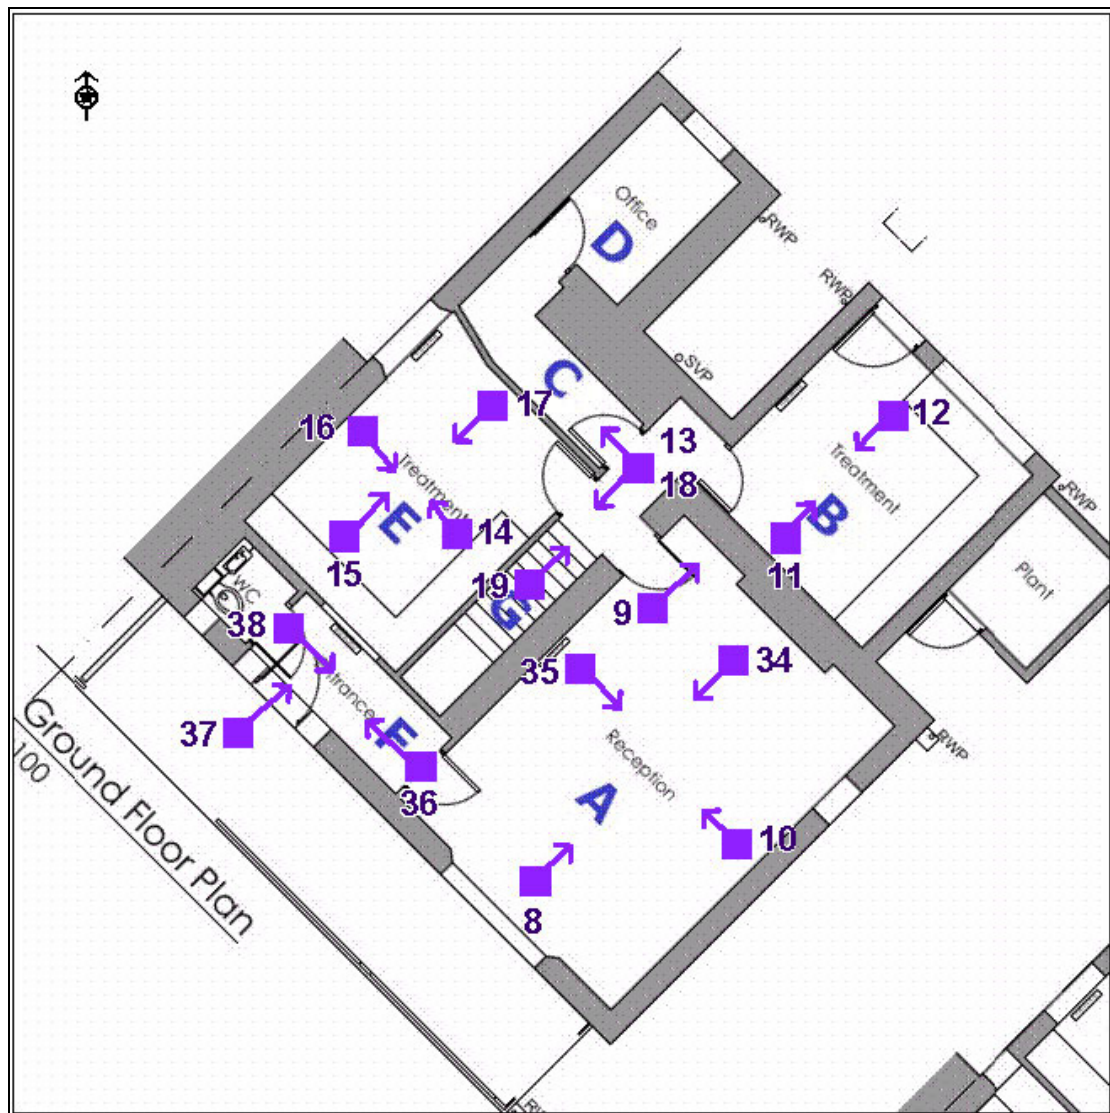 Office
D
RWP
RWP
SVP
C
17
16
12
13
Treatment
18
Treatment
E
B
RWP
14
15
11
19
G
Plant
WC
9
38
35
34
Entrance
F
37
Reception
RWP
A
36
10
8
Ground Floor Plan
100
RWP